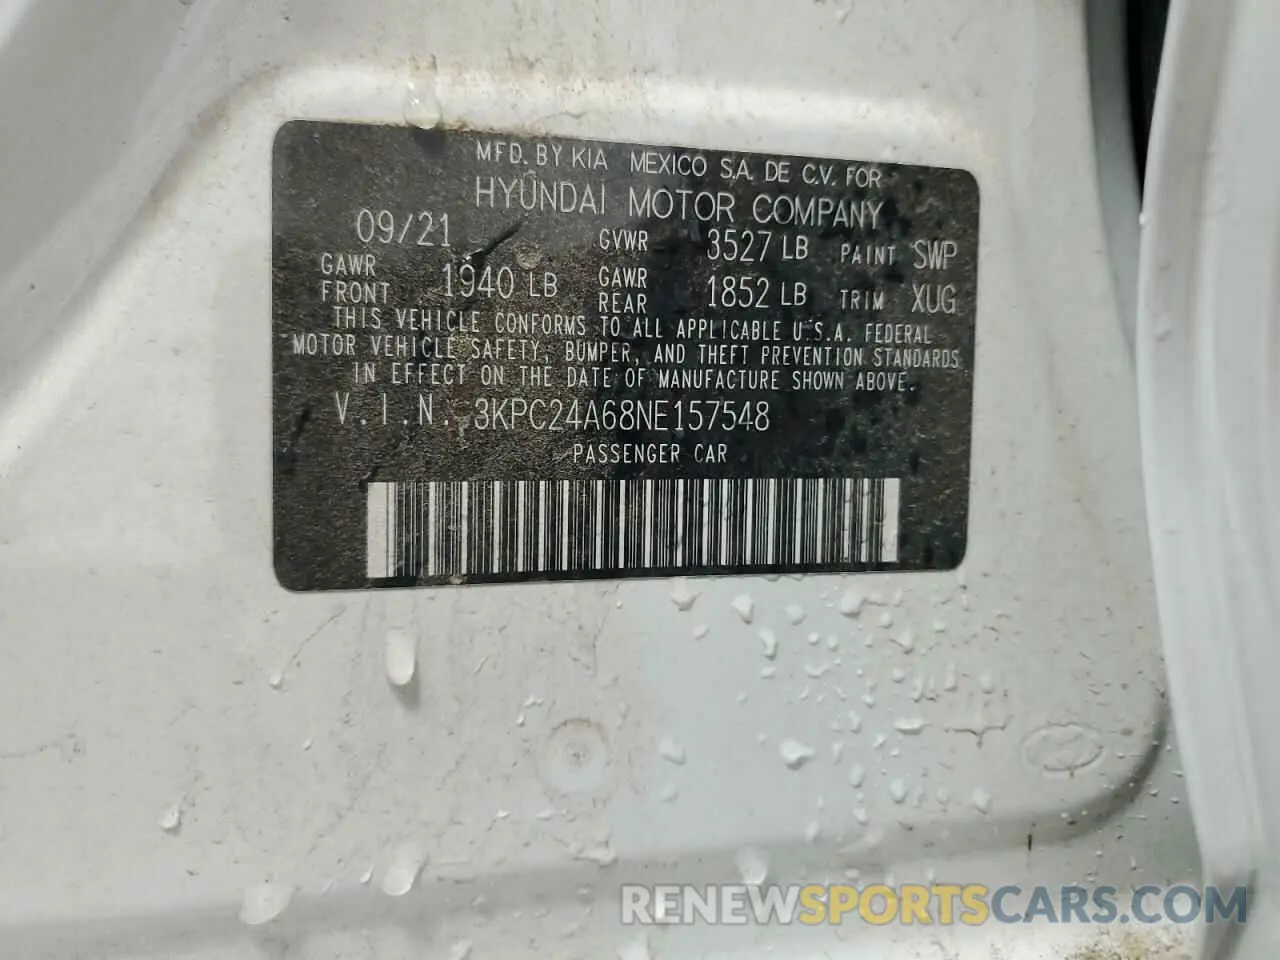 MFD. BY KIA MEXICO S.A. DE C.V. FOR
HYUNDAI MOTOR COMPANY
09/21 GVWR 3527 LB PAINT SWP
GAWR FRONT 1940 LB GAWR REAR 1852 LB TRIM XUG
THIS VEHICLE CONFORMS TO ALL APPLICABLE U.S.A. FEDERAL
MOTOR VEHICLE SAFETY, BUMPER, AND THEFT PREVENTION STANDARDS
IN EFFECT ON THE DATE OF MANUFACTURE SHOWN ABOVE.
V.I.N. 3KPC24A68NE157548
PASSENGER CAR
RENEWSPORTSCARS.COM